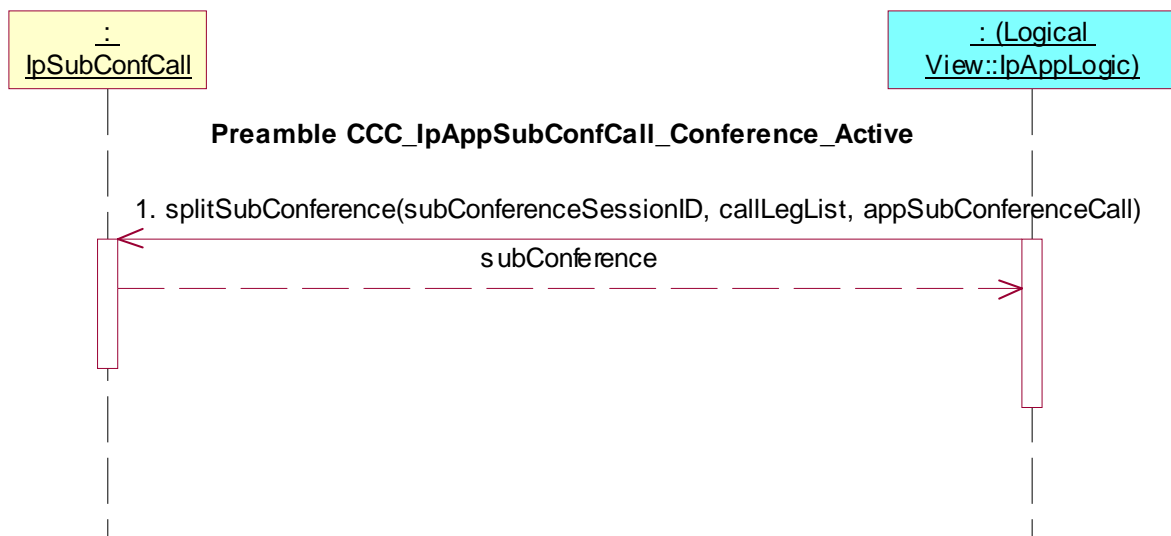 :
IpSubConfCall
: (Logical
View::IpAppLogic)
Preamble CCC_IpAppSubConfCall_Conference_Active
1. splitSubConference(subConferenceSessionID, callLegList, appSubConferenceCall)
subConference